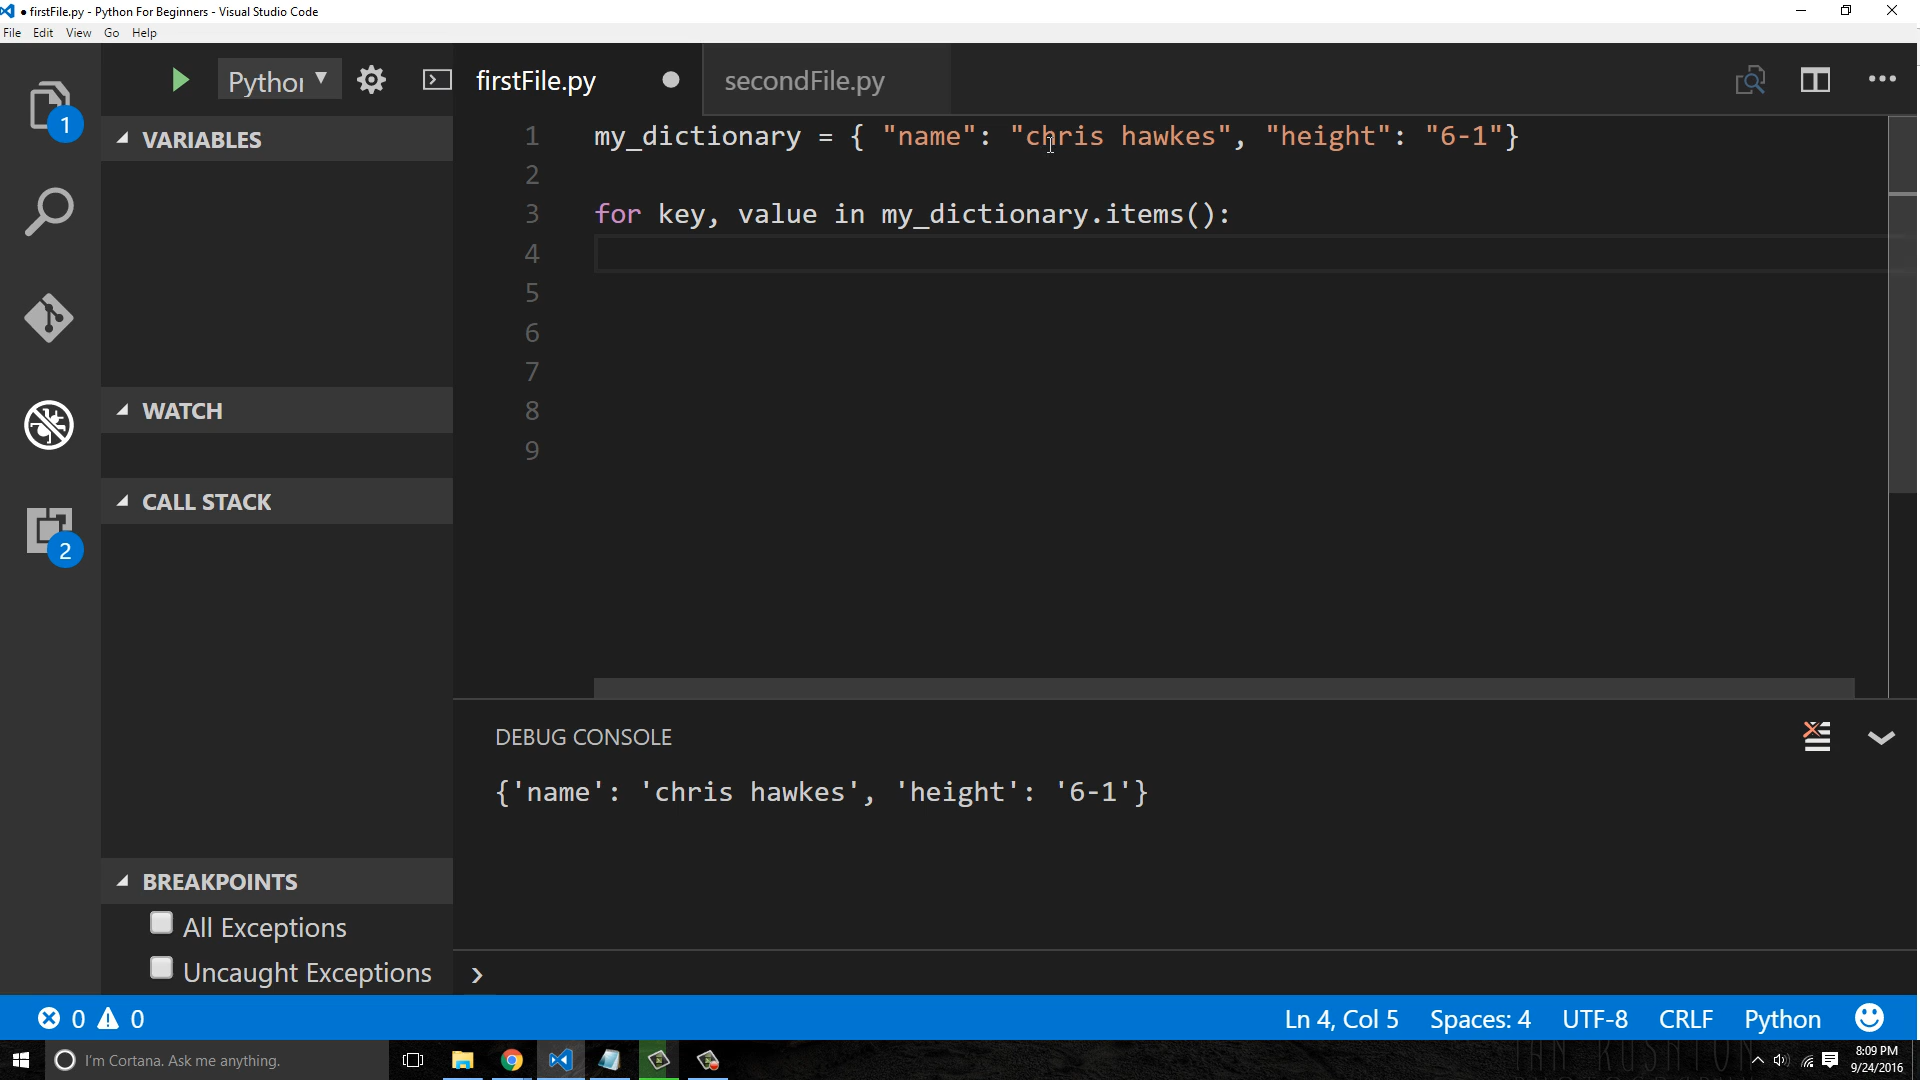 firstFile.py - Python For Beginners - Visual Studio Code
File Edit View Go Help
Pythor
firstFile.py
secondFile.py
1 my_dictionary = { "name": "chris hawkes", "height": "6-1"}
2
3 for key, value in my_dictionary.items():
4
5
6
7
8
9
1
2
VARIABLES
WATCH
CALL STACK
BREAKPOINTS
All Exceptions
Uncaught Exceptions
DEBUG CONSOLE
{'name': 'chris hawkes', 'height': '6-1'}
0 0
Ln 4, Col 5 Spaces: 4 UTF-8 CRLF Python
I'm Cortana. Ask me anything.
8:09 PM
9/24/2016